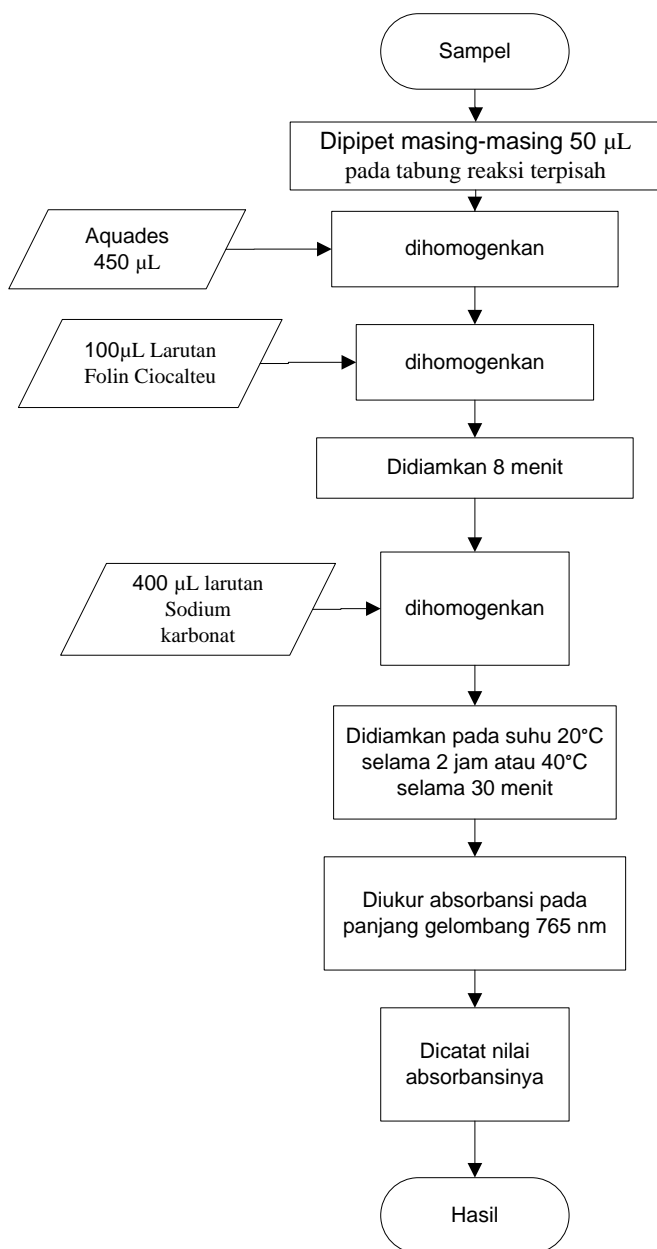 Sampel
Dipipet masing-masing 50 μL
pada tabung reaksi terpisah
Aquades
450 μL
dihomogenkan
100μL Larutan
Folin Ciocalteu
dihomogenkan
Didiamkan 8 menit
400 μL larutan
Sodium
karbonat
dihomogenkan
Didiamkan pada suhu 20°C
selama 2 jam atau 40°C
selama 30 menit
Diukur absorbansi pada
panjang gelombang 765 nm
Dicatat nilai
absorbansinya
Hasil